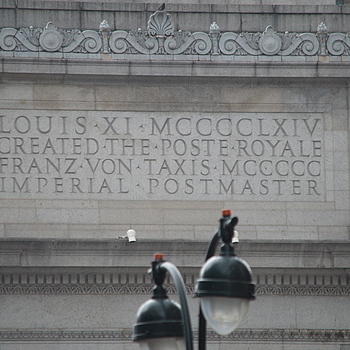 LOUIS · XI · MCCCCLXIV
CREATED · THE · POSTE · ROYALE
FRANZ · VON · TAXIS · MCCCCC
IMPERIAL · POSTMASTER